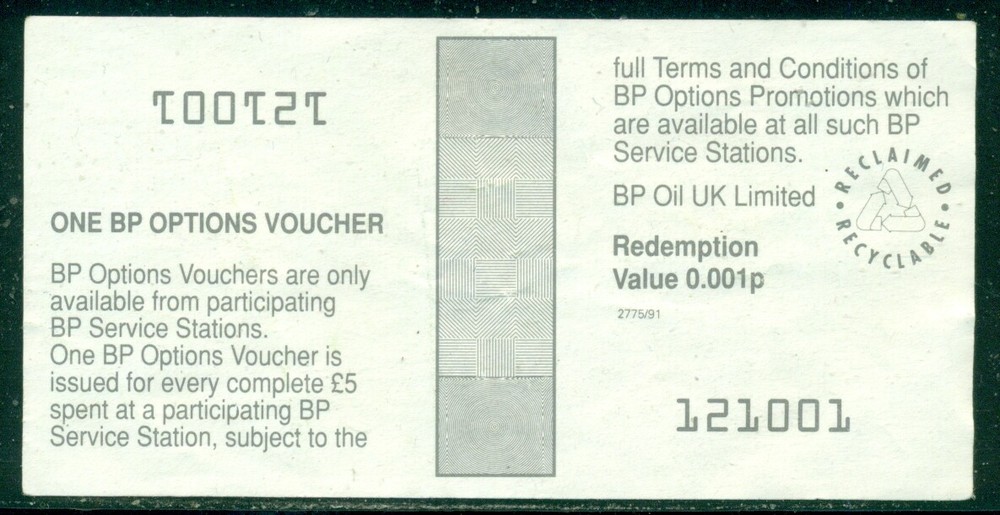 121001
ONE BP OPTIONS VOUCHER
BP Options Vouchers are only
available from participating
BP Service Stations.
One BP Options Voucher is
issued for every complete £5
spent at a participating BP
Service Station, subject to the
full Terms and Conditions of
BP Options Promotions which
are available at all such BP
Service Stations.
BP Oil UK Limited
• RECLAIMED •
RECYCLABLE
Redemption
Value 0.001p
2775/91
121001